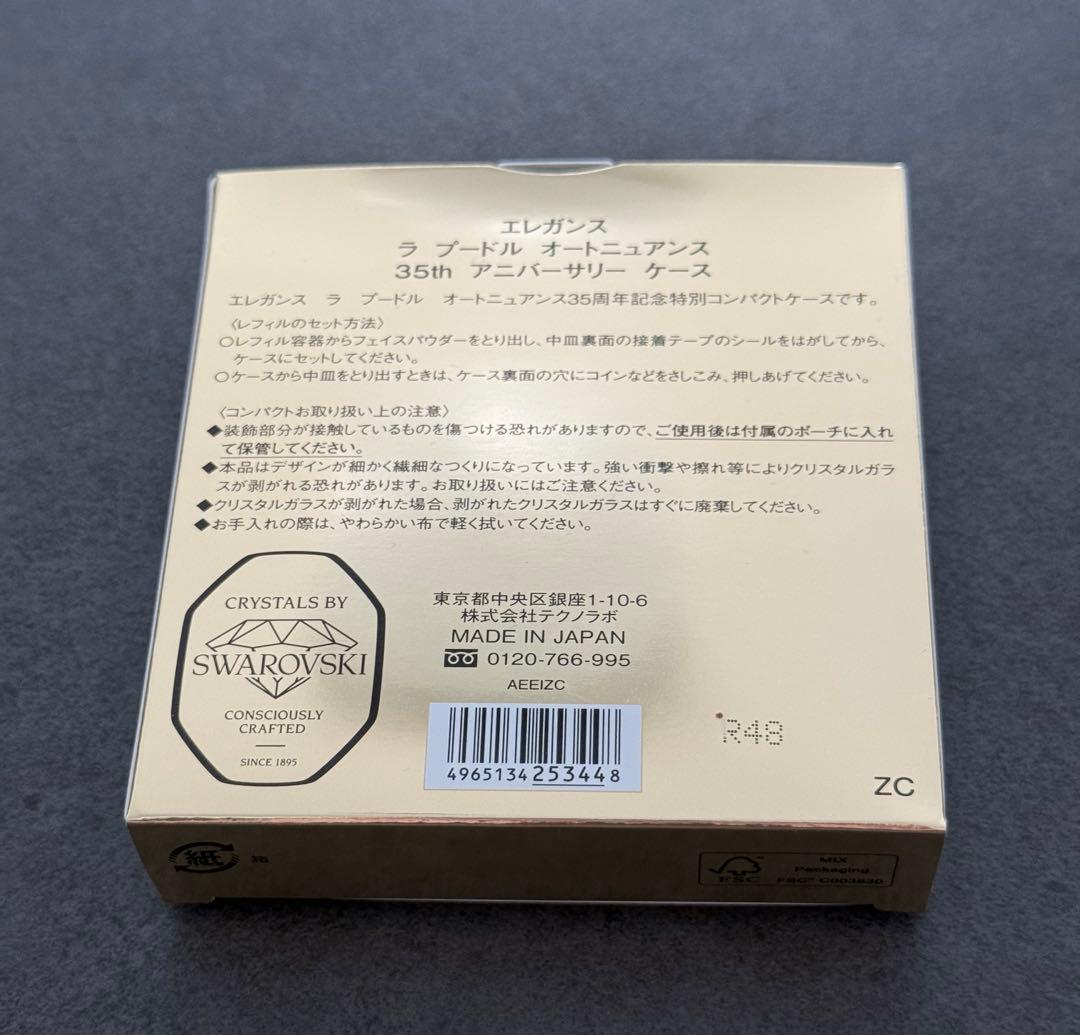 エレガンス
ラ プードル オートニュアンス
35th アニバーサリー ケース
エレガンス ラ プードル オートニュアンス35周年記念特別コンパクトケースです。
〈レフィルのセット方法〉
○レフィル容器からフェイスパウダーをとり出し、中皿裏面の接着テープのシールをはがしてから、
ケースにセットしてください。
○ケースから中皿をとり出すときは、ケース裏面の穴にコインなどをさしこみ、押しあげてください。
〈コンパクトお取り扱い上の注意〉
◆装飾部分が接触しているものを傷つける恐れがありますので、ご使用後は付属のポーチに入れ
て保管してください。
◆本品はデザインが細かく繊細なつくりになっています。強い衝撃や擦れ等によりクリスタルガラ
スが剥がれる恐れがあります。お取り扱いにはご注意ください。
◆クリスタルガラスが剥がれた場合、剥がれたクリスタルガラスはすぐに廃棄してください。
◆お手入れの際は、やわらかい布で軽く拭いてください。
CRYSTALS BY
SWAROVSKI
CONSCIOUSLY
CRAFTED
SINCE 1895
東京都中央区銀座1-10-6
株式会社テクノラボ
MADE IN JAPAN
0120-766-995
AEEIZC
4965134253448
R48
ZC
紙 箱
FSC
MIX
Packaging
FSC™ C003830